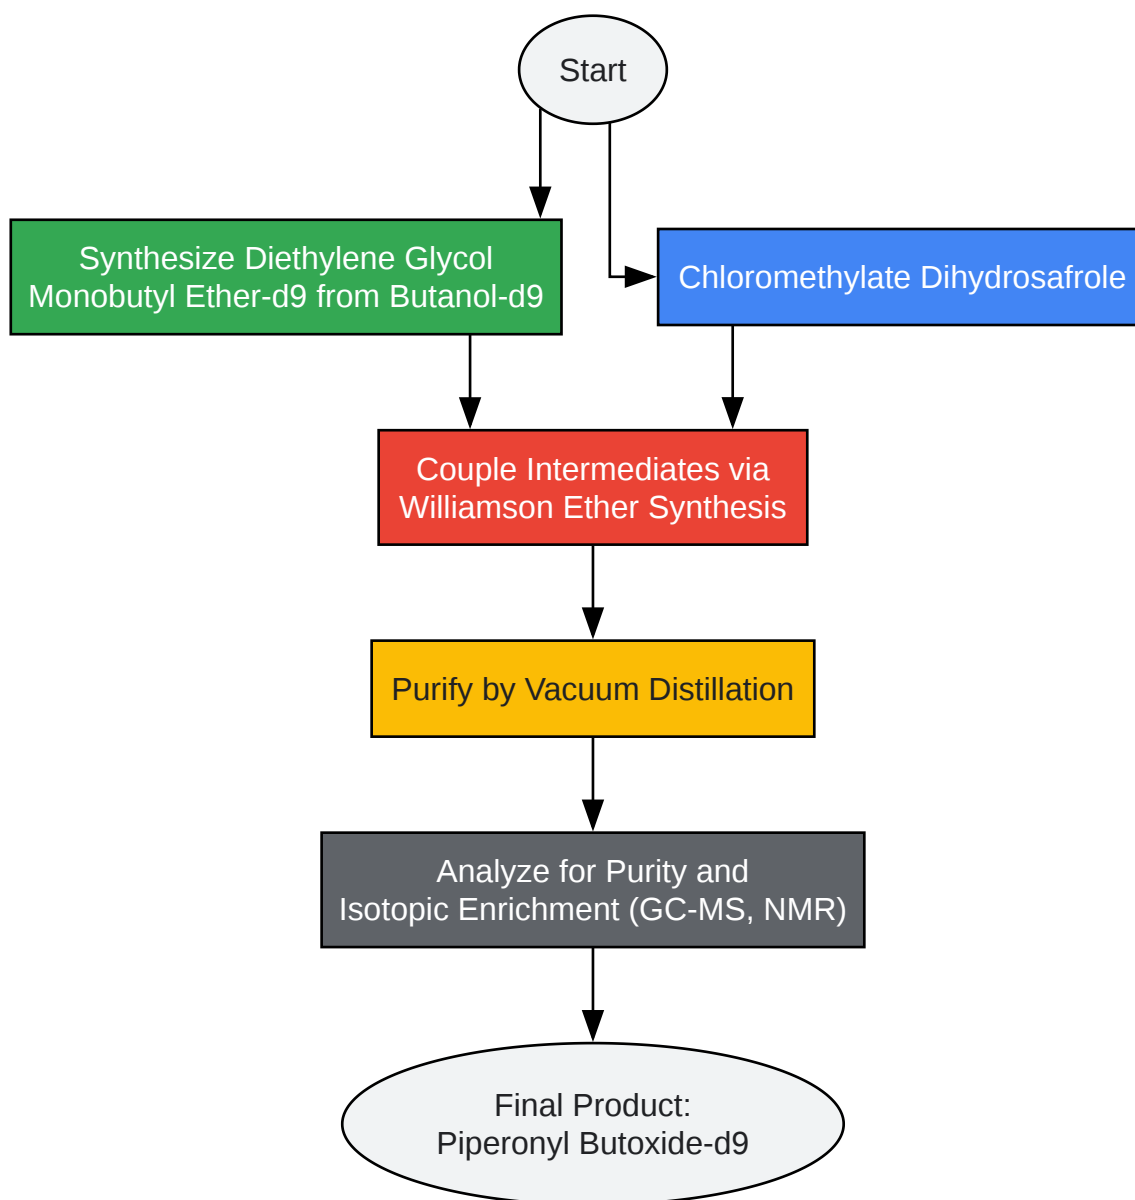 Start
Synthesize Diethylene Glycol
Monobutyl Ether-d9 from Butanol-d9
Chloromethylate Dihydrosafrole
Couple Intermediates via
Williamson Ether Synthesis
Purify by Vacuum Distillation
Analyze for Purity and
Isotopic Enrichment (GC-MS, NMR)
Final Product:
Piperonyl Butoxide-d9